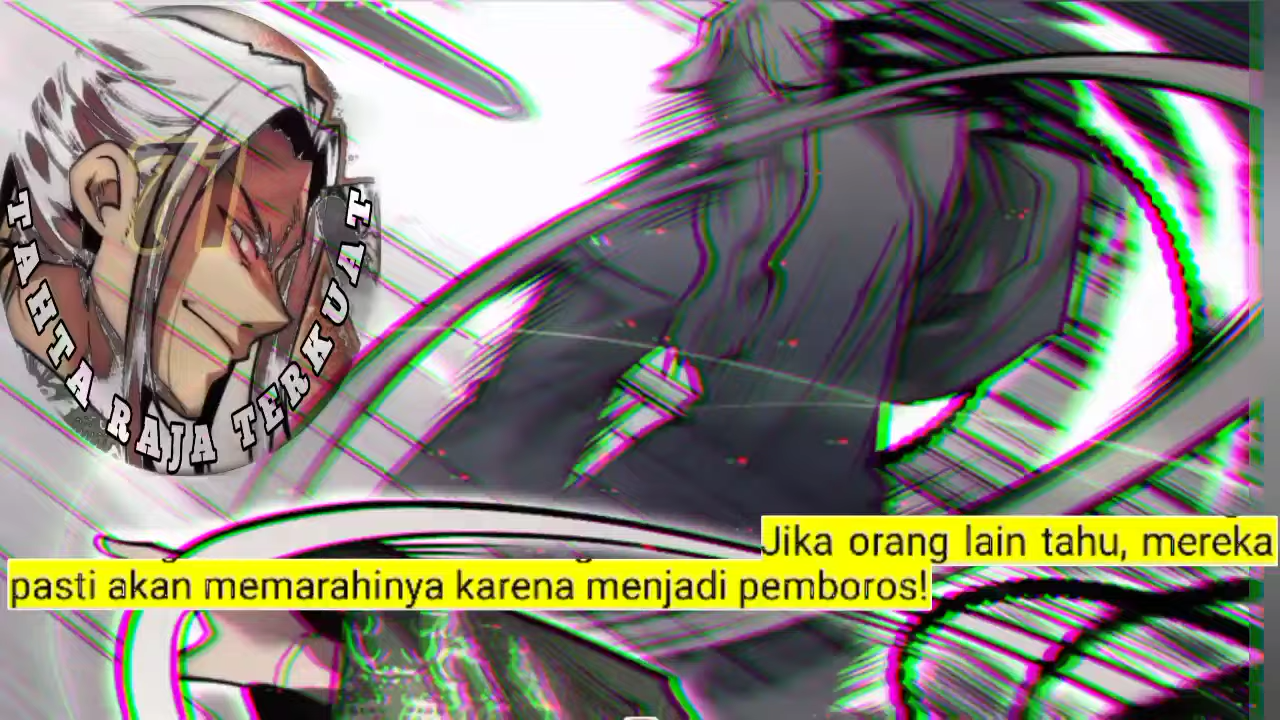 TAHTA RAJA TERKUAT
Jika orang lain tahu, mereka
pasti akan memarahinya karena menjadi pemboros!